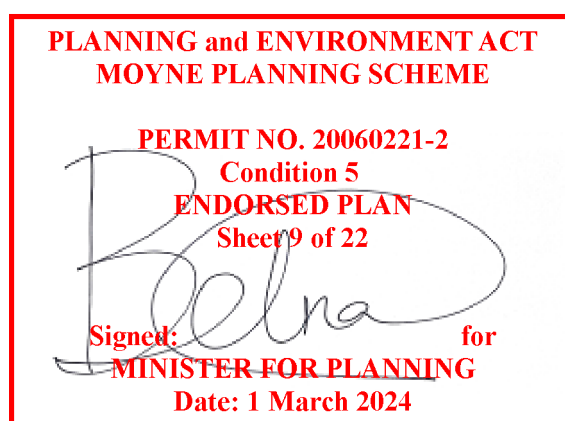 PLANNING and ENVIRONMENT ACT
MOYNE PLANNING SCHEME
PERMIT NO. 20060221-2
Condition 5
ENDORSED PLAN
Sheet 9 of 22
Signed: for
MINISTER FOR PLANNING
Date: 1 March 2024